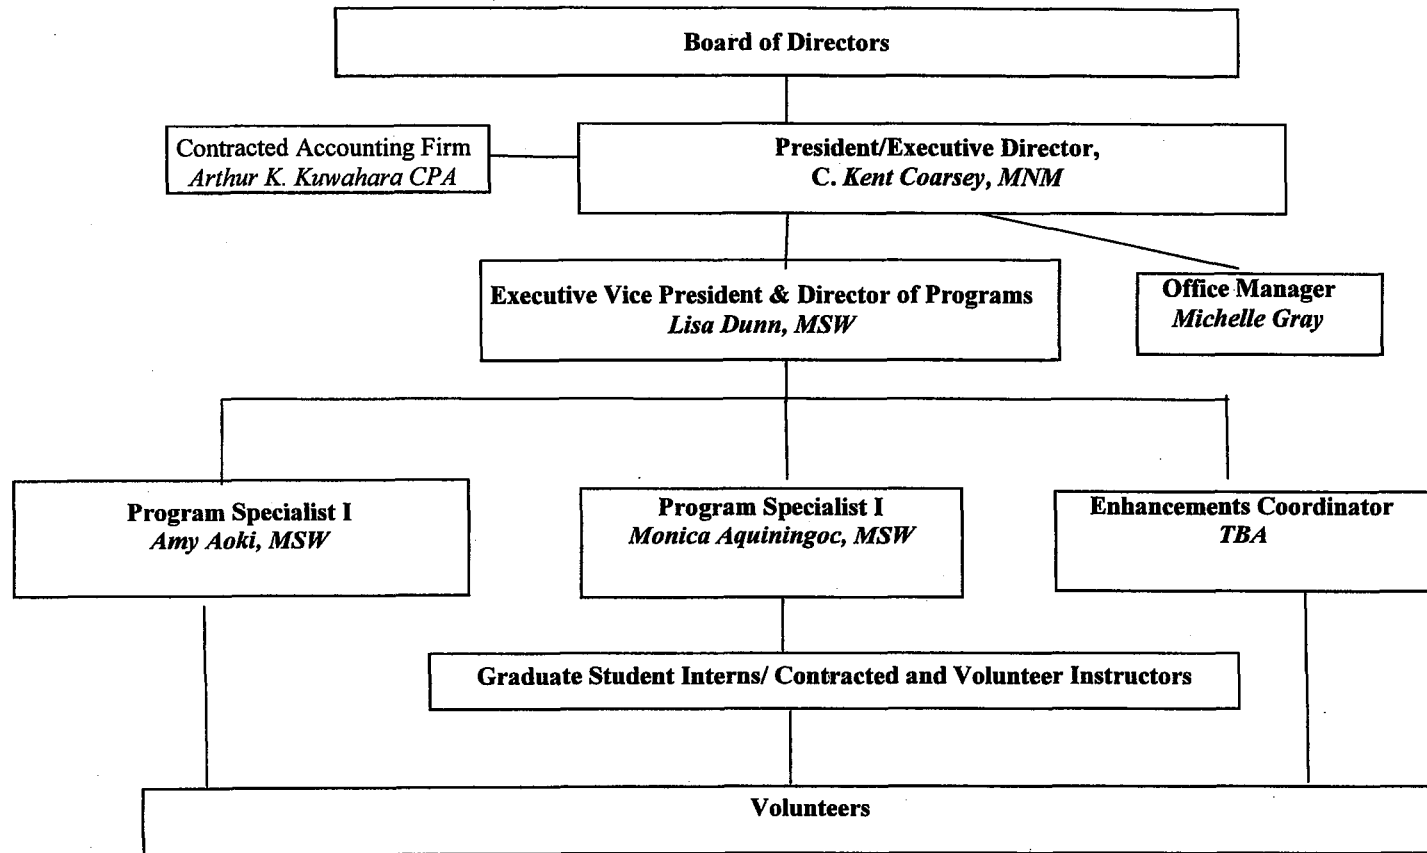 Board of Directors
Contracted Accounting Firm
Arthur K. Kuwahara CPA
President/Executive Director,
C. Kent Coarsey, MNM
Executive Vice President & Director of Programs
Lisa Dunn, MSW
Office Manager
Michelle Gray
Program Specialist I
Amy Aoki, MSW
Program Specialist I
Monica Aquiningoc, MSW
Enhancements Coordinator
TBA
Graduate Student Interns/ Contracted and Volunteer Instructors
Volunteers